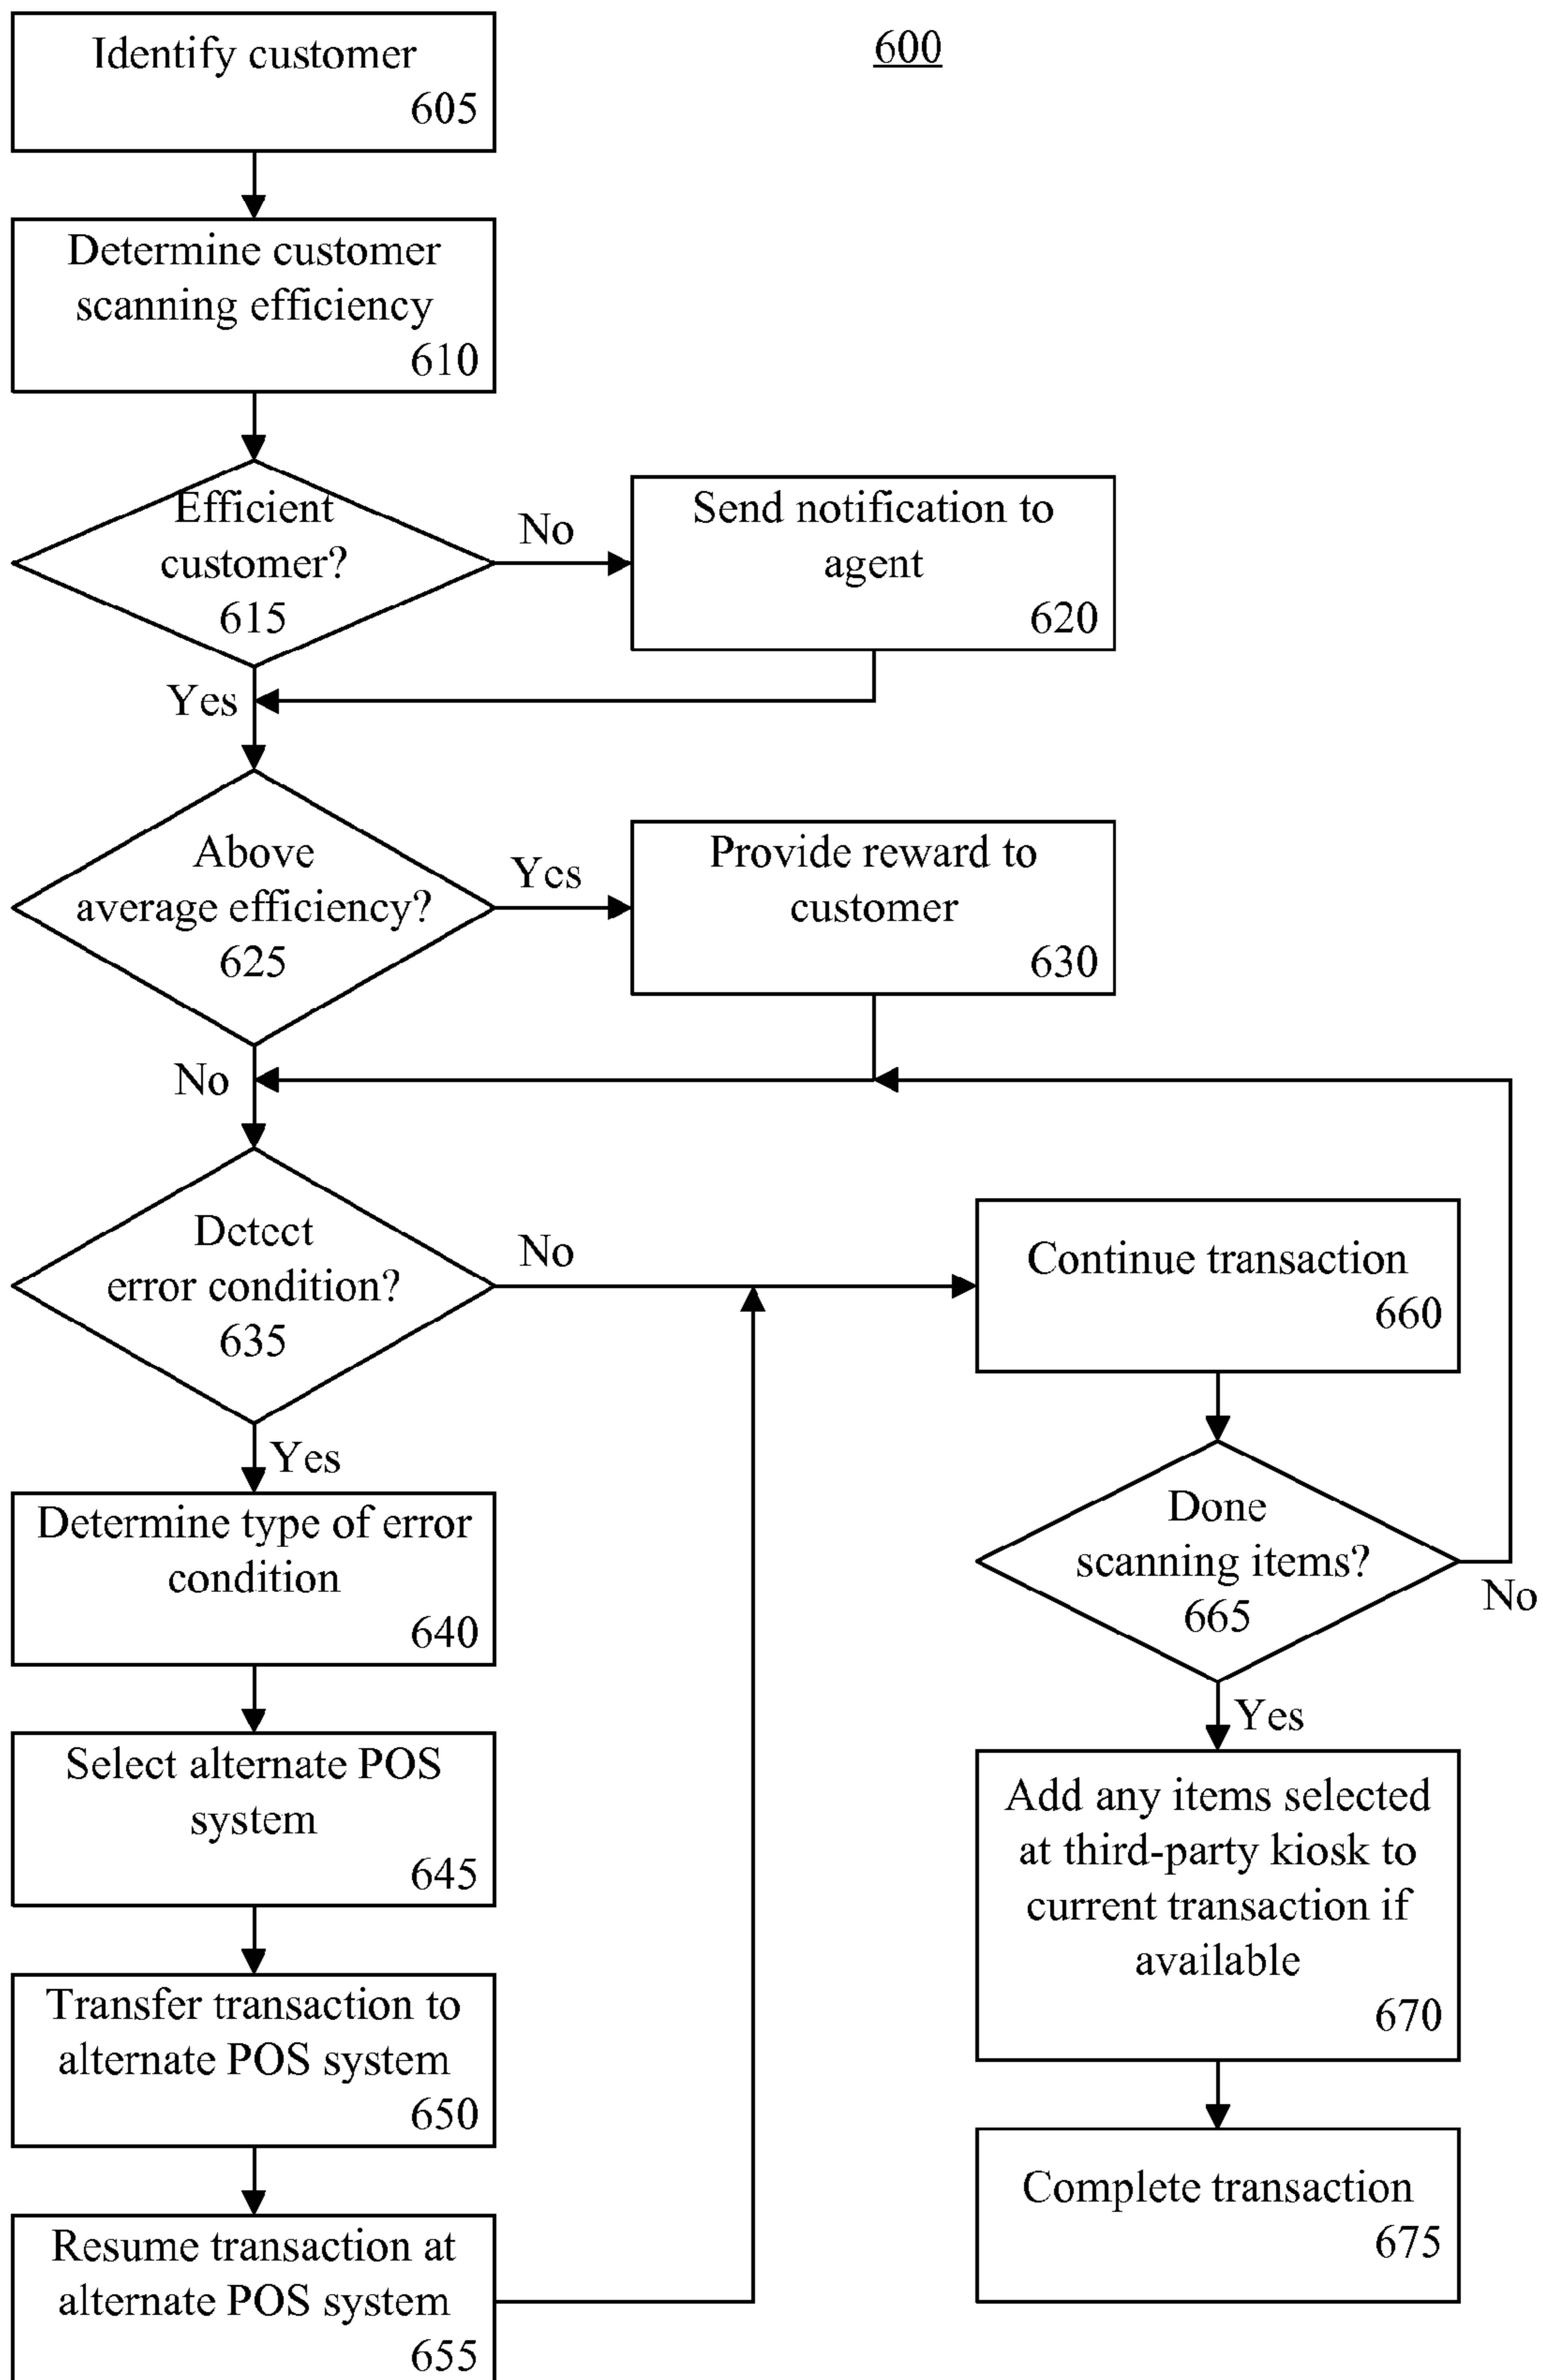 600
Identify customer
605
Determine customer
scanning efficiency
610
Efficient
customer?
615
No
Send notification to
agent
620
Yes
Above
average efficiency?
625
Yes
Provide reward to
customer
630
No
Detect
error condition?
635
No
Yes
Determine type of error
condition
640
Select alternate POS
system
645
Transfer transaction to
alternate POS system
650
Resume transaction at
alternate POS system
655
Continue transaction
660
Done
scanning items?
665
No
Yes
Add any items selected
at third-party kiosk to
current transaction if
available
670
Complete transaction
675